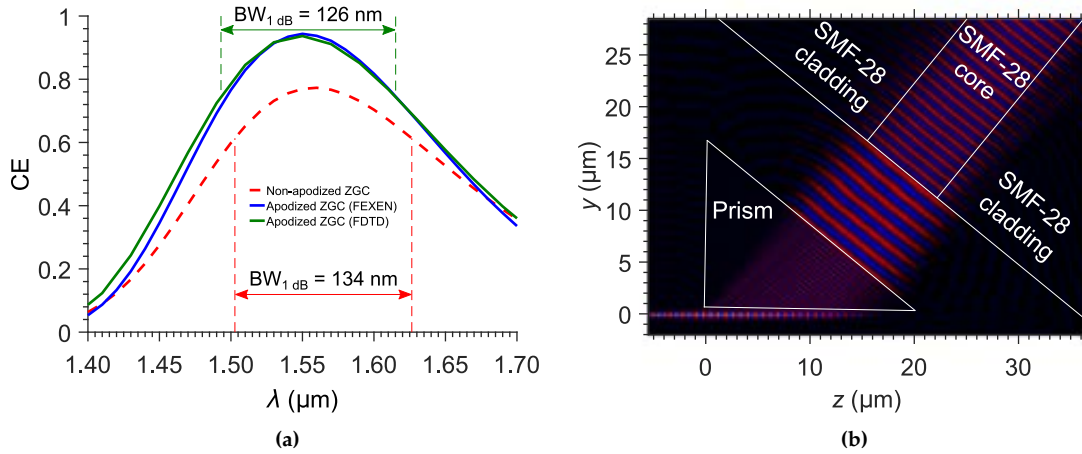 BW1 dB = 126 nm
1
0.8
0.6
0.4
0.2
0
CE
Non-apodized ZGC
Apodized ZGC (FEXEN)
Apodized ZGC (FDTD)
BW1 dB = 134 nm
1.40 1.45 1.50 1.55 1.60 1.65 1.70
λ (µm)
(a)
SMF-28
cladding
SMF-28
core
SMF-28
cladding
Prism
25
20
15
10
5
0
y (µm)
0 10 20 30
z (µm)
(b)